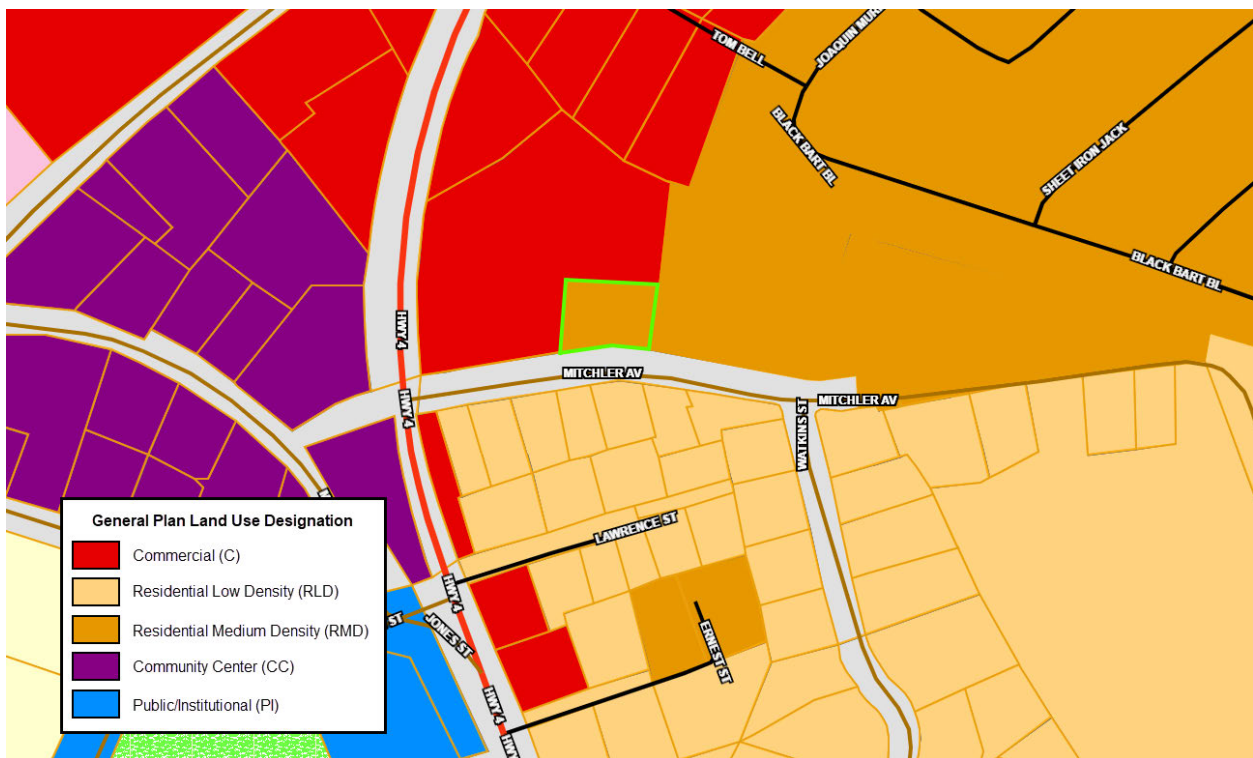 TOM BELL
BLACK BART BL
SHEET IRON JACK
BLACK BART BL
HWY 4
MITCHLER AV
HWY 4
MITCHLER AV
WATKINS ST
LAWRENCE ST
HWY 4
ST
JONES ST
ERNEST ST
HWY 4
General Plan Land Use Designation
Commercial (C)
Residential Low Density (RLD)
Residential Medium Density (RMD)
Community Center (CC)
Public/Institutional (PI)